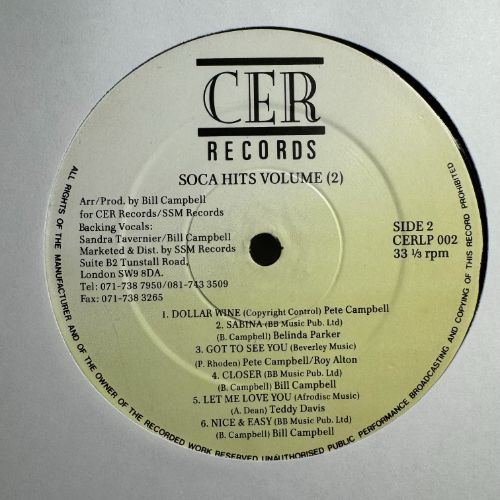 CER
RECORDS
SOCA HITS VOLUME (2)
Arr/Prod. by Bill Campbell
for CER Records/SSM Records
Backing Vocals:
Sandra Tavernier/Bill Campbell
Marketed & Dist. by SSM Records
Suite B2 Tunstall Road,
London SW9 8DA.
Tel: 071-738 7950/081-743 3509
Fax: 071-738 3265
SIDE 2
CERLP 002
33 ⅓ rpm
1. DOLLAR WINE (Copyright Control) Pete Campbell
2. SABINA (BB Music Pub. Ltd)
(B. Campbell) Belinda Parker
3. GOT TO SEE YOU (Beverley Music)
(P. Rhoden) Pete Campbell/Roy Alton
4. CLOSER (BB Music Pub. Ltd)
(B. Campbell) Bill Campbell
5. LET ME LOVE YOU (Afrodisc Music)
(A. Dean) Teddy Davis
6. NICE & EASY (BB Music Pub. Ltd)
(B. Campbell) Bill Campbell
ALL RIGHTS OF THE MANUFACTURER AND OF THE OWNER OF THE RECORDED WORK RESERVED UNAUTHORISED PUBLIC PERFORMANCE BROADCASTING AND COPYING OF THIS RECORD PROHIBITED